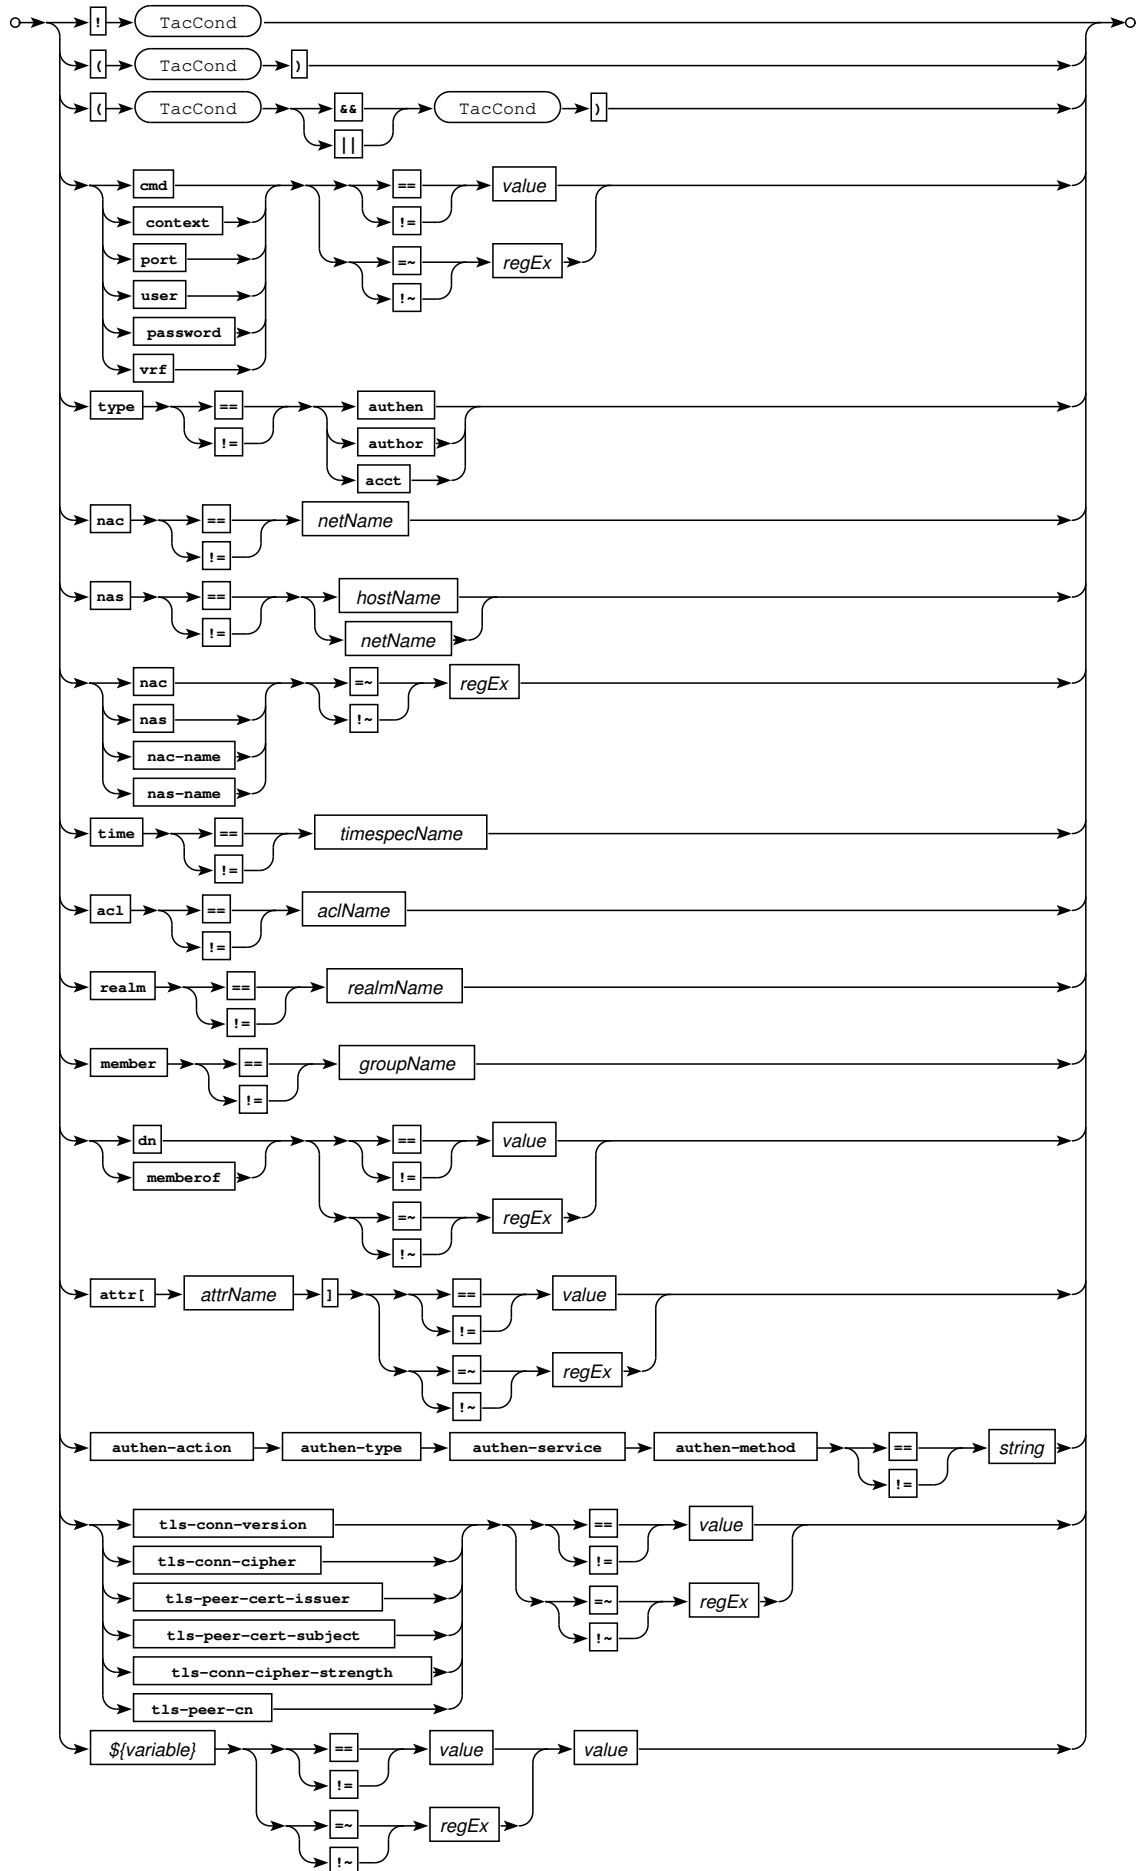 ! TacCond
( TacCond )
( TacCond && TacCond )
||
cmd == value
context !=
port =~ regEx
user !~
password
vrf
type == authen
!= author
acct
nac == netName
!=
nas == hostName
!= netName
nac =~ regEx
nas !~
nac-name
nas-name
time == timespecName
!=
acl == aclName
!=
realm == realmName
!=
member == groupName
!=
dn == value
memberof !=
=~ regEx
!~
attr[ attrName ] == value
!=
=~ regEx
!~
authen-action authen-type authen-service authen-method == string
!=
tls-conn-version == value
tls-conn-cipher !=
tls-peer-cert-issuer =~ regEx
tls-peer-cert-subject !~
tls-conn-cipher-strength
tls-peer-cn
${variable} == value value
!=
=~ regEx
!~